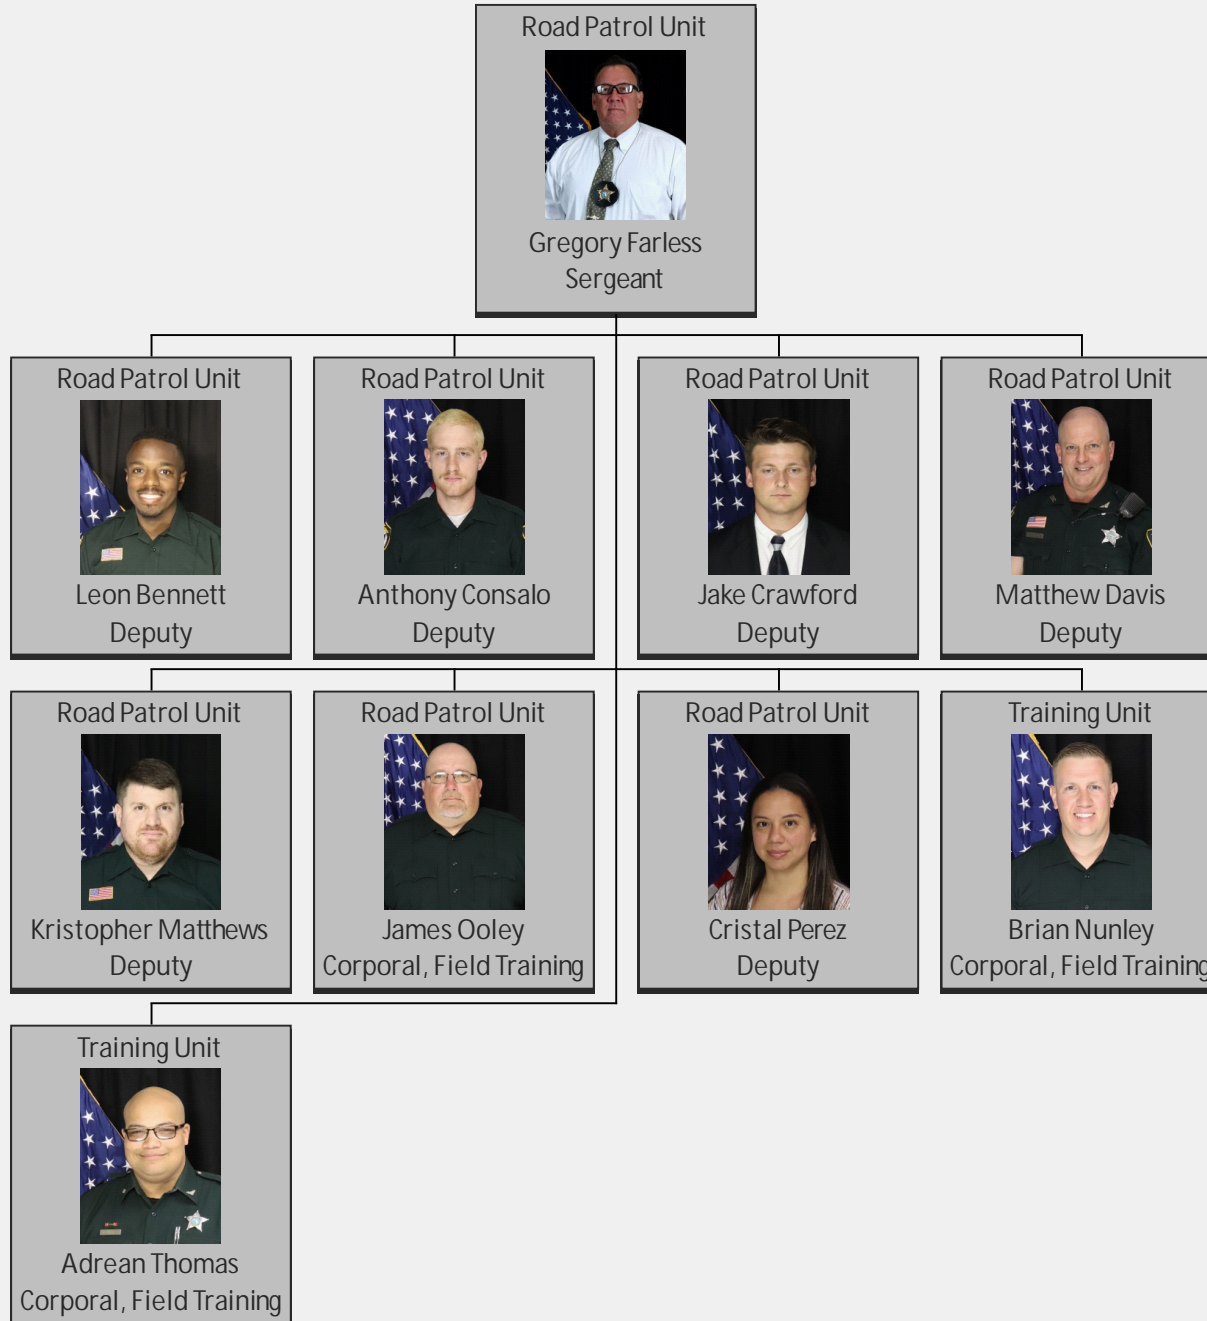 Road Patrol Unit
Gregory Farless
Sergeant
Road Patrol Unit
Leon Bennett
Deputy
Road Patrol Unit
Anthony Consalo
Deputy
Road Patrol Unit
Jake Crawford
Deputy
Road Patrol Unit
Matthew Davis
Deputy
Road Patrol Unit
Kristopher Matthews
Deputy
Road Patrol Unit
James Ooley
Corporal, Field Training
Road Patrol Unit
Cristal Perez
Deputy
Training Unit
Brian Nunley
Corporal, Field Training
Training Unit
Adrean Thomas
Corporal, Field Training